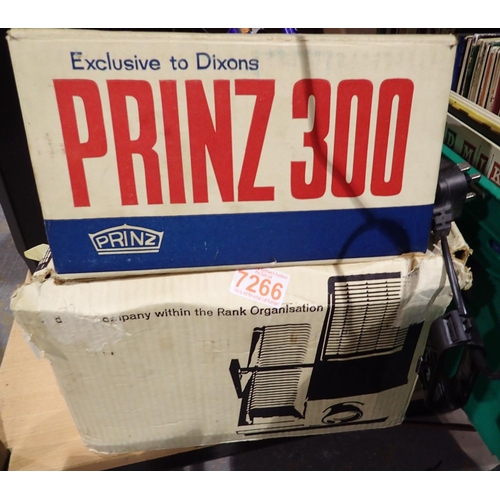 Exclusive to Dixons
PRINZ 300
PRINZ
7266
company within the Rank Organisation